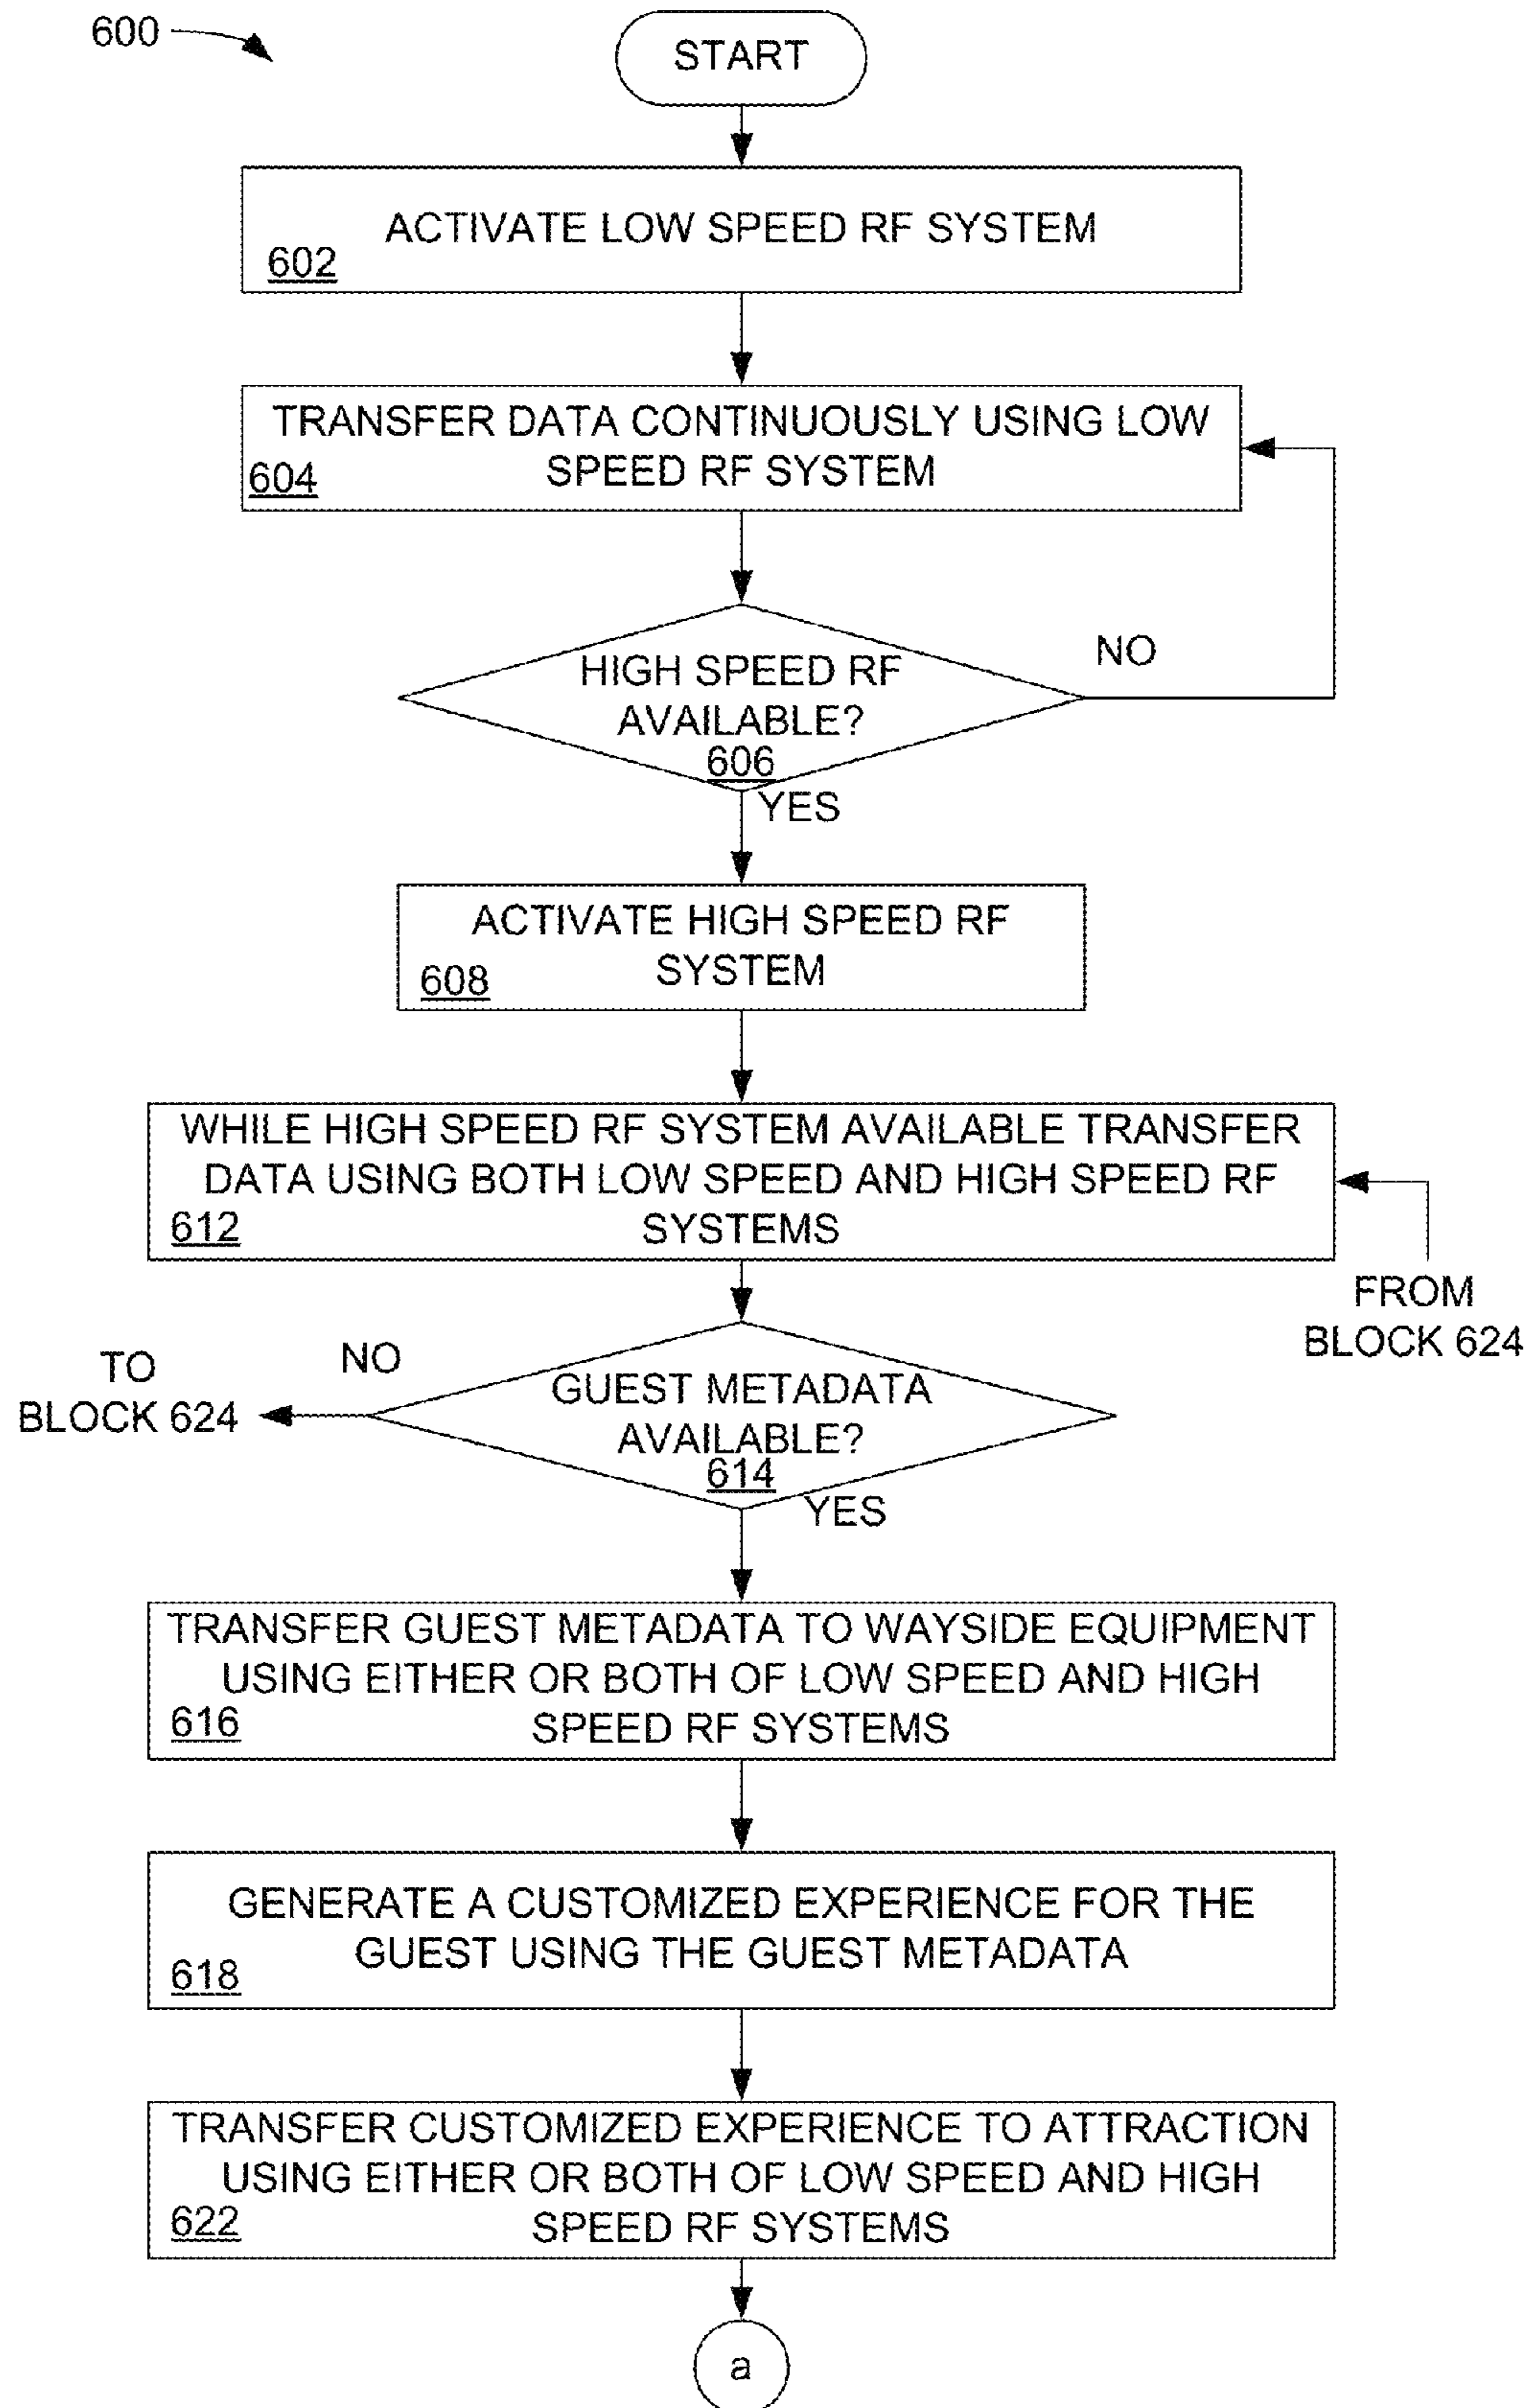 600
START
ACTIVATE LOW SPEED RF SYSTEM
602
TRANSFER DATA CONTINUOUSLY USING LOW
SPEED RF SYSTEM
604
HIGH SPEED RF
AVAILABLE?
606
NO
YES
ACTIVATE HIGH SPEED RF
SYSTEM
608
WHILE HIGH SPEED RF SYSTEM AVAILABLE TRANSFER
DATA USING BOTH LOW SPEED AND HIGH SPEED RF
SYSTEMS
612
FROM
BLOCK 624
GUEST METADATA
AVAILABLE?
614
NO
TO
BLOCK 624
YES
TRANSFER GUEST METADATA TO WAYSIDE EQUIPMENT
USING EITHER OR BOTH OF LOW SPEED AND HIGH
SPEED RF SYSTEMS
616
GENERATE A CUSTOMIZED EXPERIENCE FOR THE
GUEST USING THE GUEST METADATA
618
TRANSFER CUSTOMIZED EXPERIENCE TO ATTRACTION
USING EITHER OR BOTH OF LOW SPEED AND HIGH
SPEED RF SYSTEMS
622
a